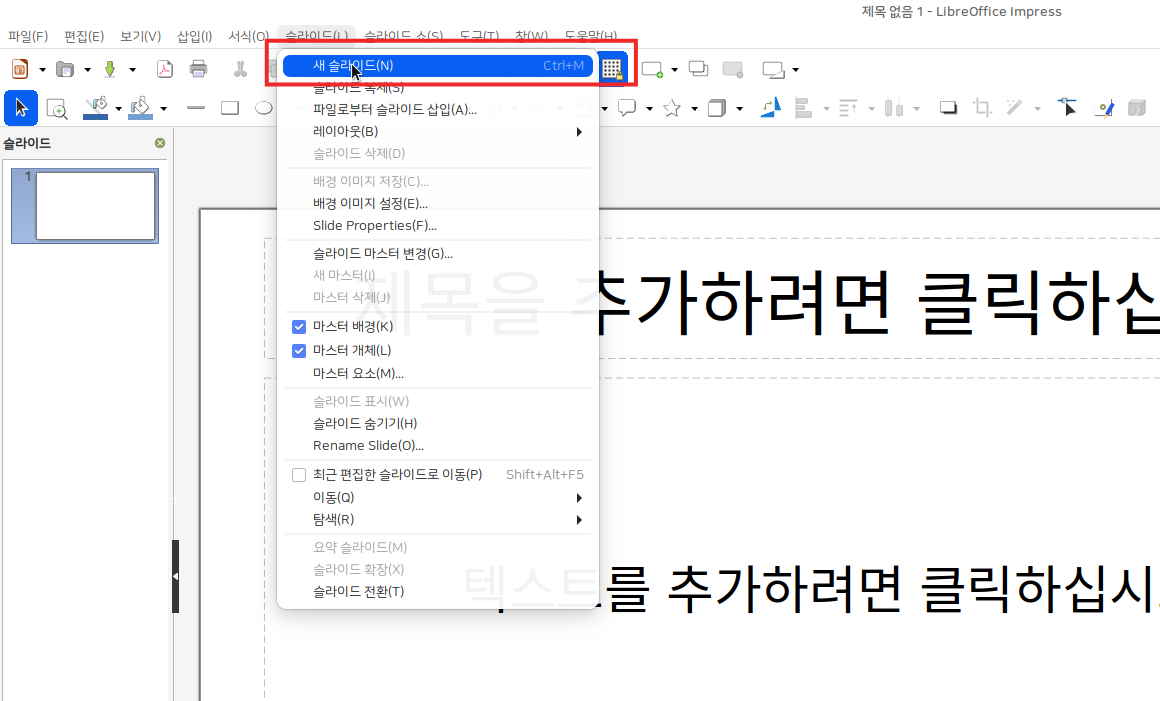 제목 없음 1 - LibreOffice Impress
파일(F) 편집(E) 보기(V) 삽입(I) 서식(O) 슬라이드(L) 슬라이드 쇼(S) 도구(T) 창(W) 도움말(H)
새 슬라이드(N) Ctrl+M
슬라이드 복제(S)
파일로부터 슬라이드 삽입(A)...
레이아웃(B)
슬라이드 삭제(D)
배경 이미지 저장(C)...
배경 이미지 설정(E)...
Slide Properties(F)...
슬라이드 마스터 변경(G)...
새 마스터(I)
마스터 삭제(J)
마스터 배경(K)
마스터 개체(L)
마스터 요소(M)...
슬라이드 표시(W)
슬라이드 숨기기(H)
Rename Slide(O)...
최근 편집한 슬라이드로 이동(P) Shift+Alt+F5
이동(Q)
탐색(R)
요약 슬라이드(M)
슬라이드 확장(X)
슬라이드 전환(T)
슬라이드
1
제목을 추가하려면 클릭하십
텍스트를 추가하려면 클릭하십시